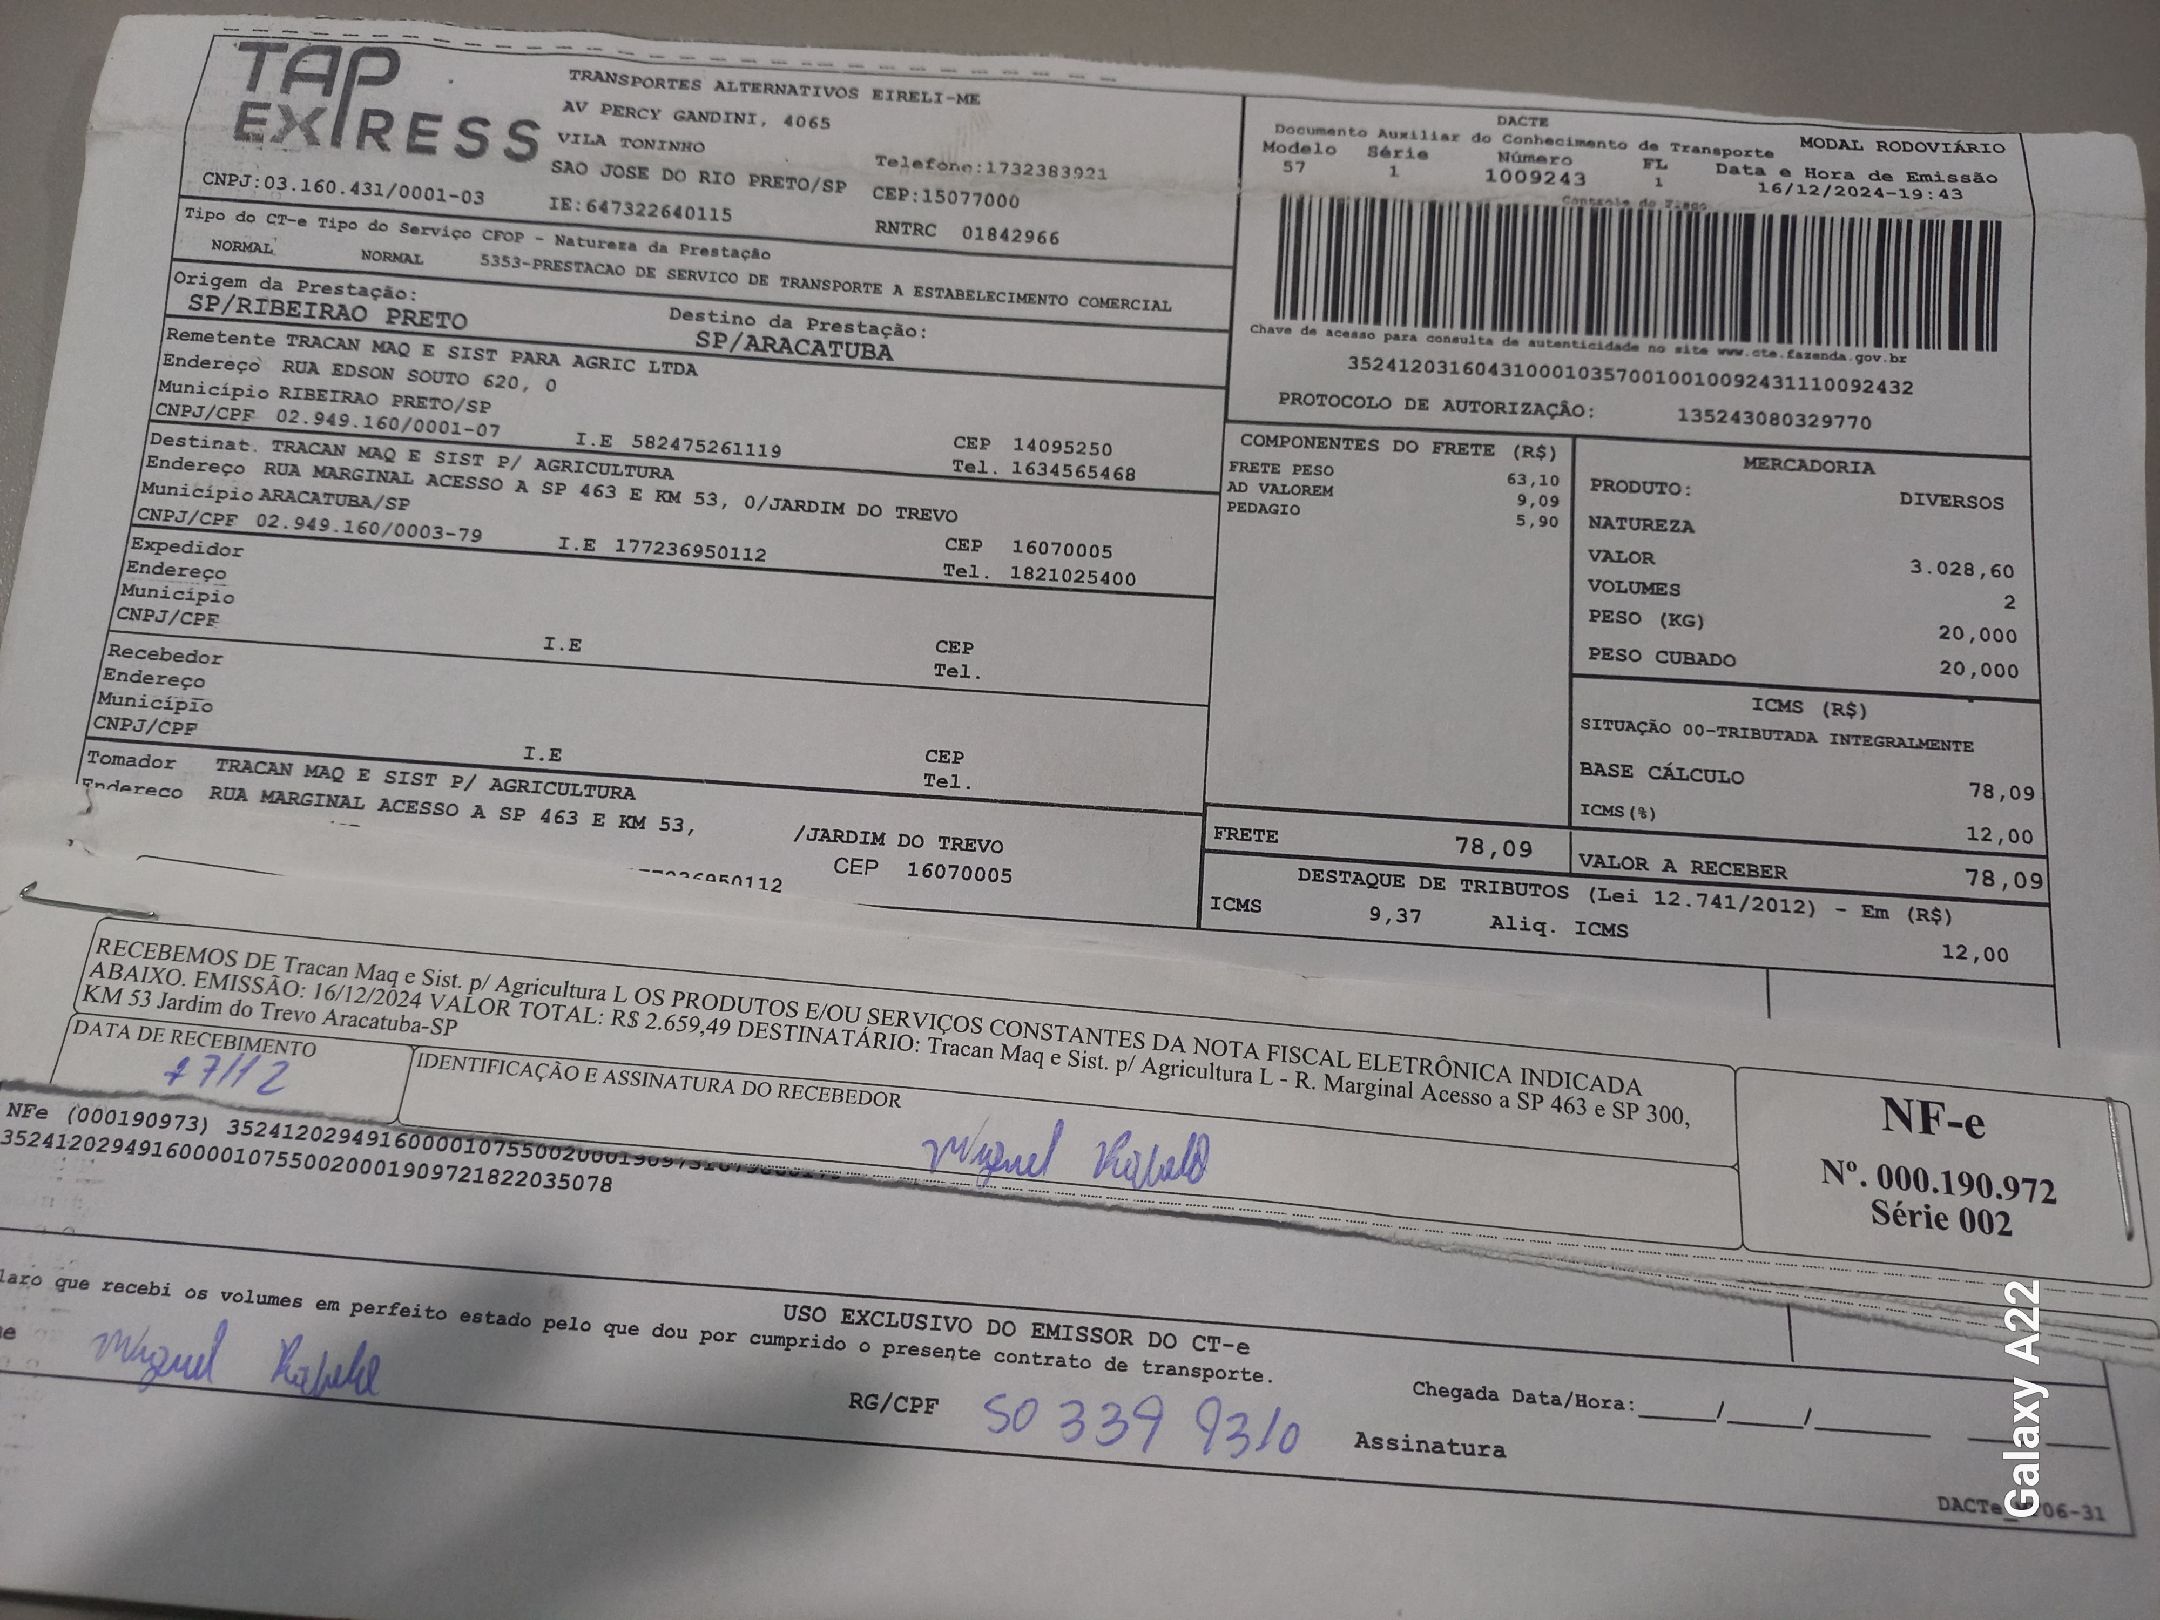 TAP EXPRESS
TRANSPORTES ALTERNATIVOS EIRELI-ME
AV PERCY GANDINI, 4065
VILA TONINHO
Telefone:1732383921
SAO JOSE DO RIO PRETO/SP CEP:15077000
CNPJ:03.160.431/0001-03 IE:647322640115 RNTRC 01842966
Tipo do CT-e Tipo do Serviço CFOP - Natureza da Prestação
NORMAL NORMAL 5353-PRESTACAO DE SERVICO DE TRANSPORTE A ESTABELECIMENTO COMERCIAL
Origem da Prestação: Destino da Prestação:
SP/RIBEIRAO PRETO SP/ARACATUBA
Remetente TRACAN MAQ E SIST PARA AGRIC LTDA
Endereço RUA EDSON SOUTO 620, 0
Município RIBEIRAO PRETO/SP CEP 14095250
CNPJ/CPF 02.949.160/0001-07 I.E 582475261119 Tel. 1634565468
Destinat. TRACAN MAQ E SIST P/ AGRICULTURA
Endereço RUA MARGINAL ACESSO A SP 463 E KM 53, 0/JARDIM DO TREVO
Município ARACATUBA/SP CEP 16070005
CNPJ/CPF 02.949.160/0003-79 I.E 177236950112 Tel. 1821025400
Expedidor
Endereço
Município CEP
CNPJ/CPF I.E Tel.
Recebedor
Endereço
Município CEP
CNPJ/CPF I.E Tel.
Tomador TRACAN MAQ E SIST P/ AGRICULTURA
Endereço RUA MARGINAL ACESSO A SP 463 E KM 53, /JARDIM DO TREVO
CEP 16070005
DACTE
Documento Auxiliar do Conhecimento de Transporte MODAL RODOVIÁRIO
Modelo Série Número FL Data e Hora de Emissão
57 1 1009243 1 16/12/2024-19:43
Controle do Fisco
Chave de acesso para consulta de autenticidade no site www.cte.fazenda.gov.br
35241203160431000103570010010092431110092432
PROTOCOLO DE AUTORIZAÇÃO: 135243080329770
COMPONENTES DO FRETE (R$)
FRETE PESO 63,10
AD VALOREM 9,09
PEDAGIO 5,90
MERCADORIA
PRODUTO: DIVERSOS
NATUREZA
VALOR 3.028,60
VOLUMES 2
PESO (KG) 20,000
PESO CUBADO 20,000
ICMS (R$)
SITUAÇÃO 00-TRIBUTADA INTEGRALMENTE
BASE CÁLCULO 78,09
ICMS(%) 12,00
FRETE 78,09 VALOR A RECEBER 78,09
DESTAQUE DE TRIBUTOS (Lei 12.741/2012) - Em (R$)
ICMS 9,37 Aliq. ICMS 12,00
RECEBEMOS DE Tracan Maq e Sist. p/ Agricultura L OS PRODUTOS E/OU SERVIÇOS CONSTANTES DA NOTA FISCAL ELETRÔNICA INDICADA
ABAIXO. EMISSÃO: 16/12/2024 VALOR TOTAL: R$ 2.659,49 DESTINATÁRIO: Tracan Maq e Sist. p/ Agricultura L - R. Marginal Acesso a SP 463 e SP 300,
KM 53 Jardim do Trevo Aracatuba-SP
DATA DE RECEBIMENTO IDENTIFICAÇÃO E ASSINATURA DO RECEBEDOR
17/12
Miguel
NF-e
Nº. 000.190.972
Série 002
NFe (000190973)
35241202949160000107550020001909721822035078
USO EXCLUSIVO DO EMISSOR DO CT-e
laro que recebi os volumes em perfeito estado pelo que dou por cumprido o presente contrato de transporte.
Miguel
RG/CPF 50 339 9310
Chegada Data/Hora:____/____/______
Assinatura
Galaxy A22